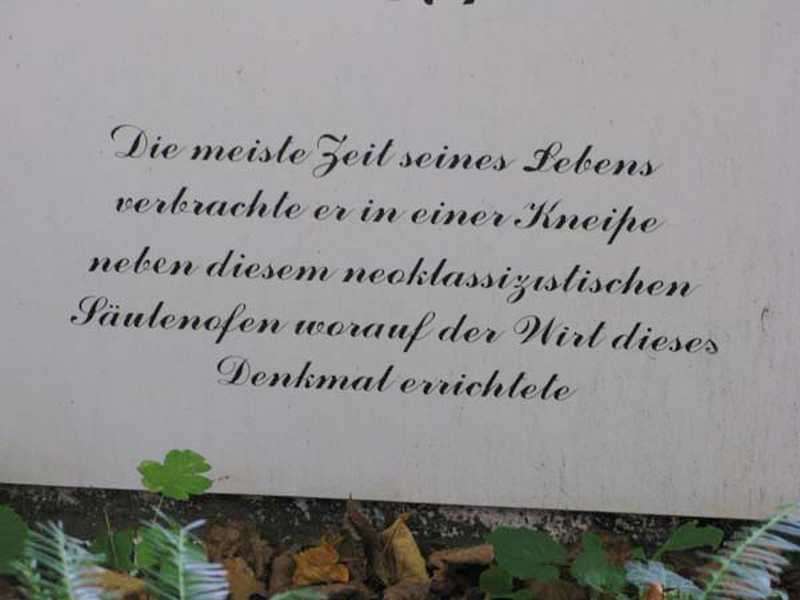 Die meiste Zeit seines Lebens
verbrachte er in einer Kneipe
neben diesem neoklassizistischen
Säulenofen worauf der Wirt dieses
Denkmal errichtete